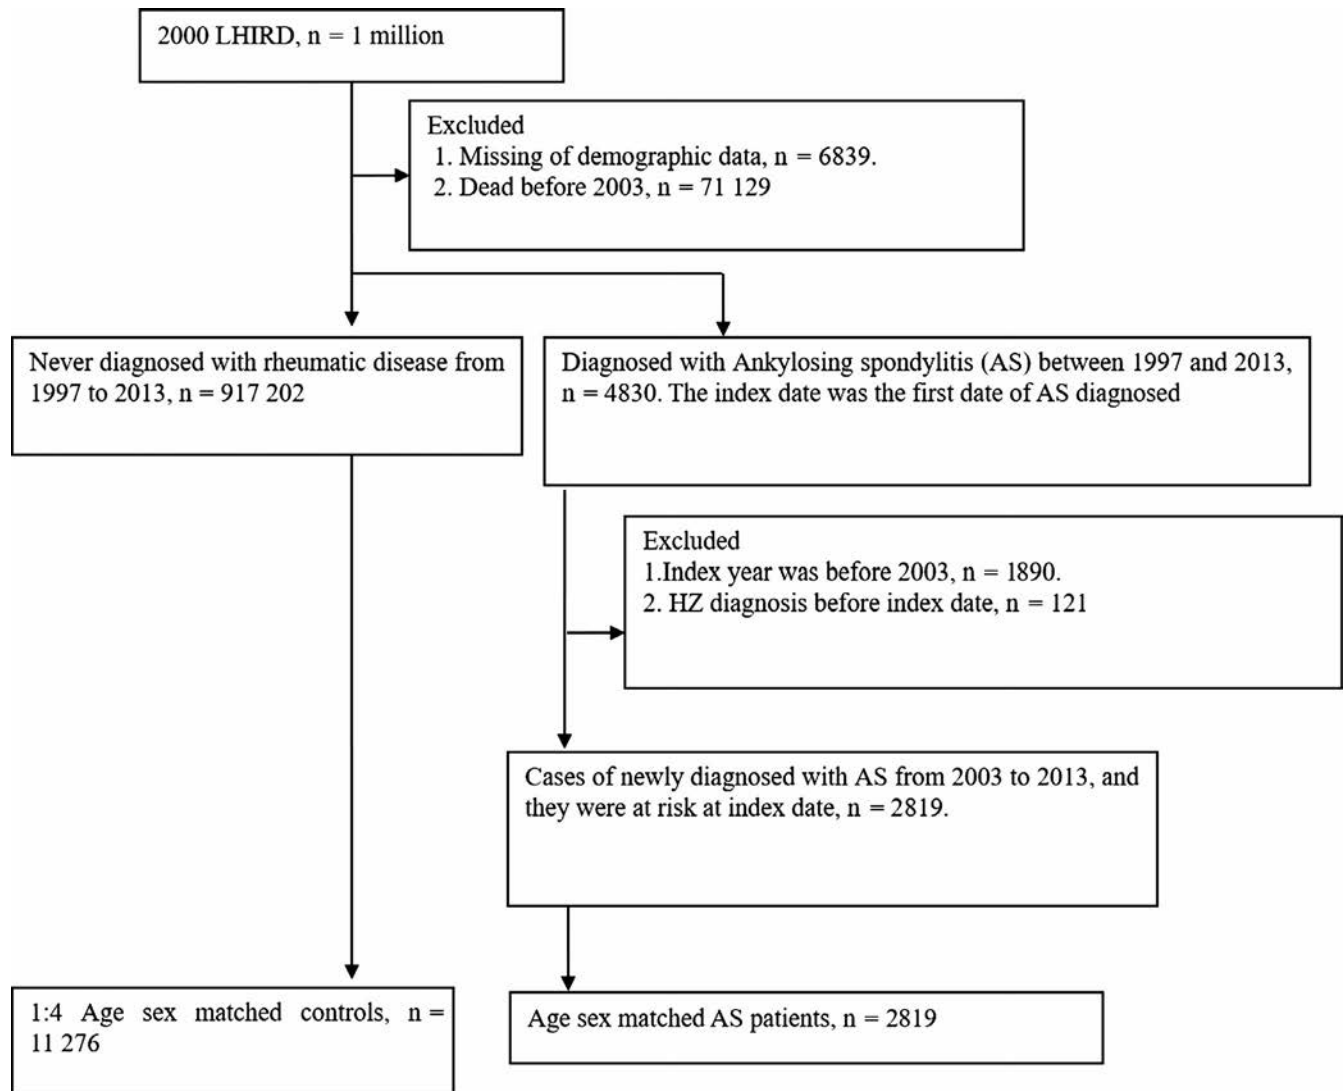 2000 LHIRD, n = 1 million
Excluded
1. Missing of demographic data, n = 6839.
2. Dead before 2003, n = 71 129
Never diagnosed with rheumatic disease from
1997 to 2013, n = 917 202
Diagnosed with Ankylosing spondylitis (AS) between 1997 and 2013,
n = 4830. The index date was the first date of AS diagnosed
Excluded
1.Index year was before 2003, n = 1890.
2. HZ diagnosis before index date, n = 121
Cases of newly diagnosed with AS from 2003 to 2013, and
they were at risk at index date, n = 2819.
1:4 Age sex matched controls, n =
11 276
Age sex matched AS patients, n = 2819